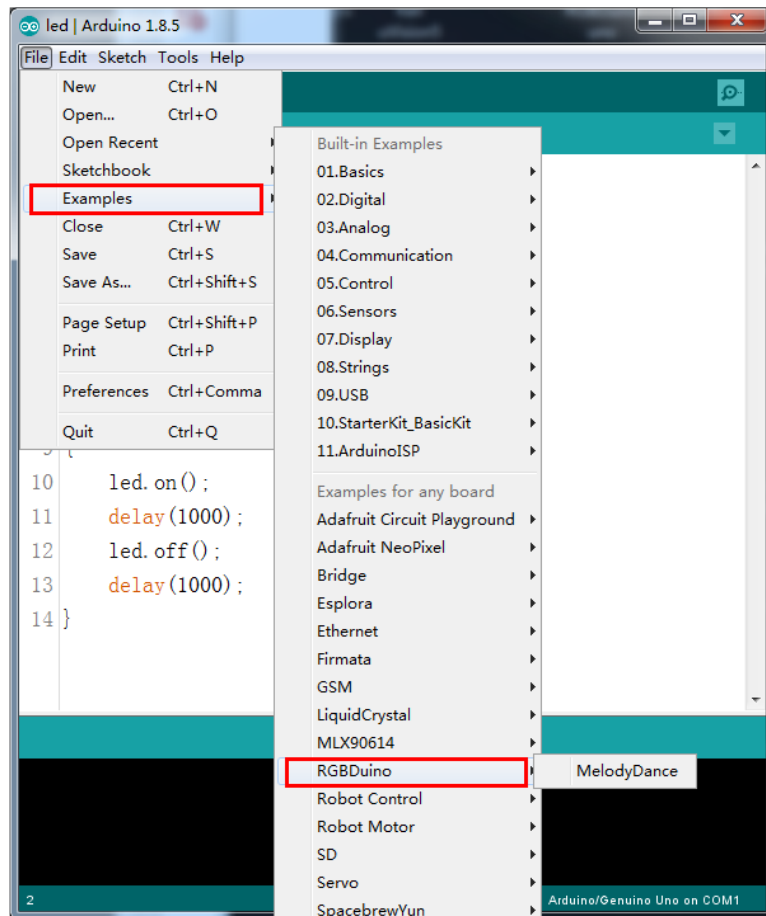 led | Arduino 1.8.5
File Edit Sketch Tools Help
New Ctrl+N
Open... Ctrl+O
Open Recent
Sketchbook
Examples
Close Ctrl+W
Save Ctrl+S
Save As... Ctrl+Shift+S
Page Setup Ctrl+Shift+P
Print Ctrl+P
Preferences Ctrl+Comma
Quit Ctrl+Q
Built-in Examples
01.Basics
02.Digital
03.Analog
04.Communication
05.Control
06.Sensors
07.Display
08.Strings
09.USB
10.StarterKit_BasicKit
11.ArduinoISP
Examples for any board
Adafruit Circuit Playground
Adafruit NeoPixel
Bridge
Esplora
Ethernet
Firmata
GSM
LiquidCrystal
MLX90614
RGBDuino
Robot Control
Robot Motor
SD
Servo
SpacebrewYun
MelodyDance
10 led.on();
11 delay(1000);
12 led.off();
13 delay(1000);
14 }
2
Arduino/Genuino Uno on COM1